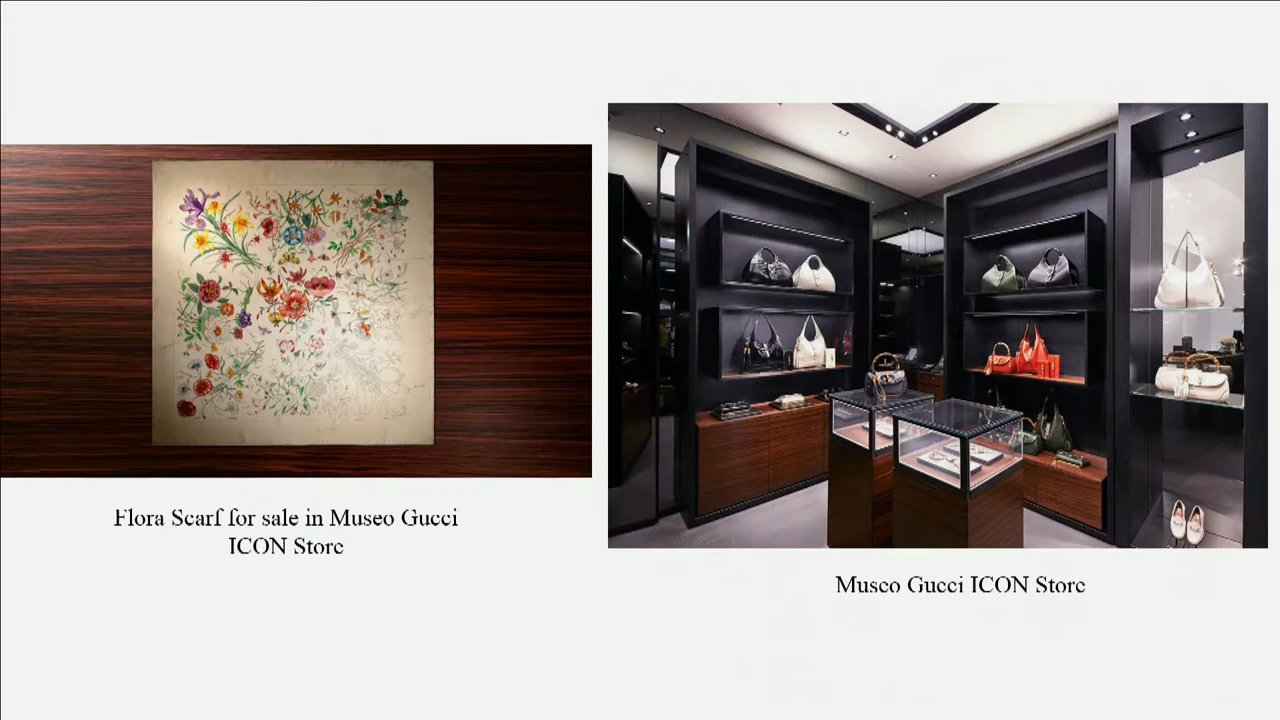 Flora Scarf for sale in Museo Gucci
ICON Store
Museo Gucci ICON Store